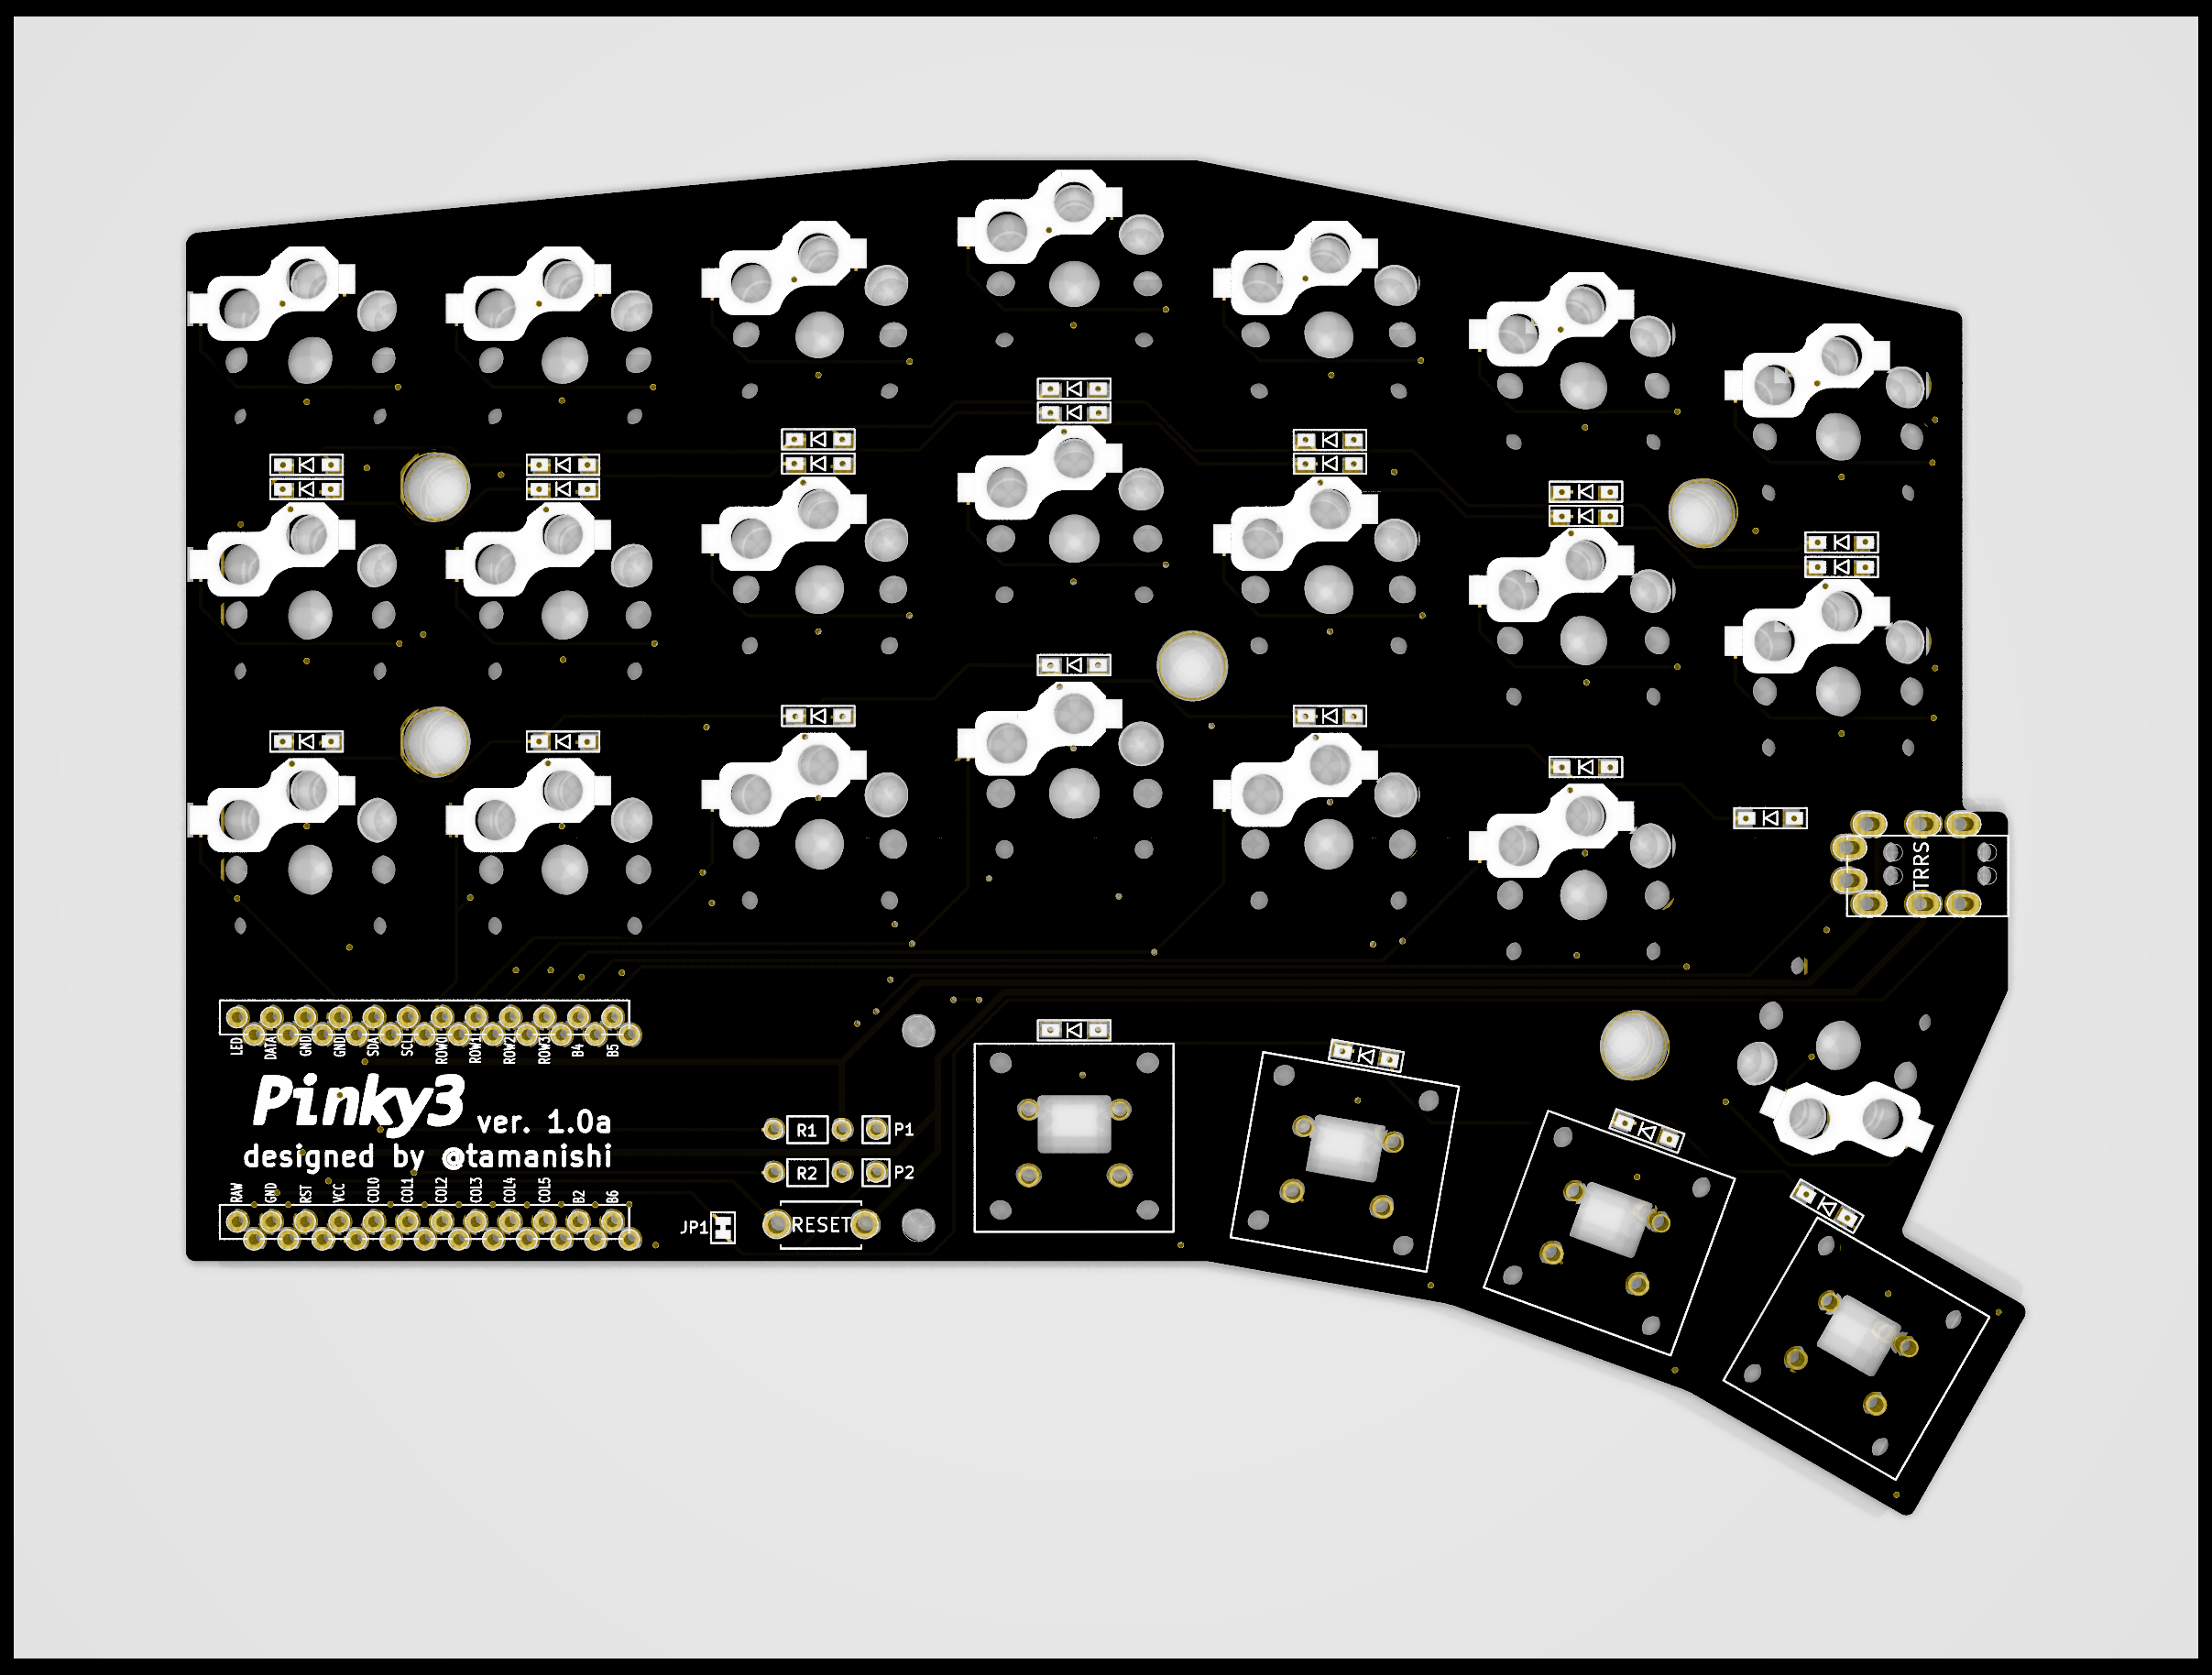 TRRS
LED DATA GND GND SDA SCL ROW0 ROW1 ROW2 ROW3 B4 B5
Pinky3 ver. 1.0a
designed by @tamanishi
R1 P1
R2 P2
RAW GND RST VCC COL0 COL1 COL2 COL3 COL4 COL5 B2 B6
JP1 RESET